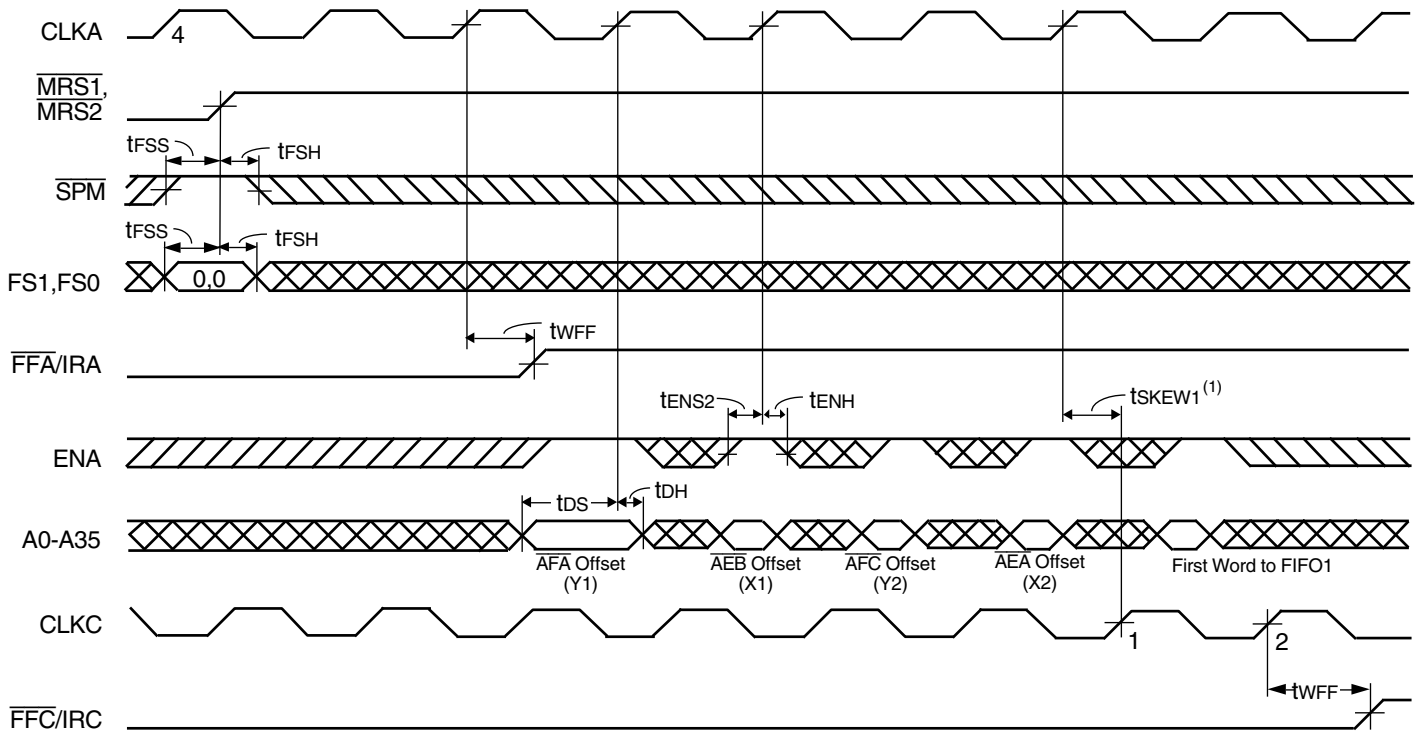 CLKA
4
MRS1,
MRS2
tFSS
tFSH
SPM
tFSS
tFSH
FS1,FS0
0,0
tWFF
FFA/IRA
tENS2
tENH
tSKEW1(1)
ENA
tDS
tDH
A0-A35
AFA Offset
(Y1)
AEB Offset
(X1)
AFC Offset
(Y2)
AEA Offset
(X2)
First Word to FIFO1
CLKC
1
2
tWFF
FFC/IRC